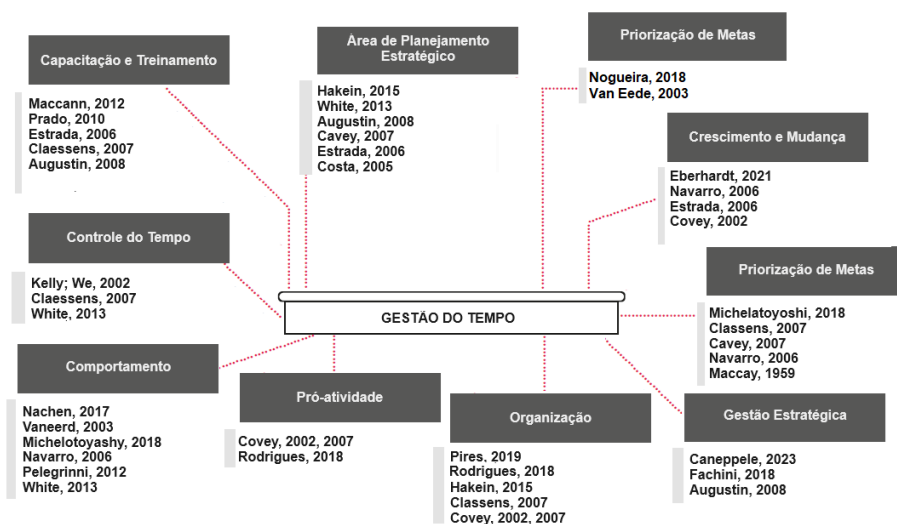 Capacitação e Treinamento
Maccann, 2012
Prado, 2010
Estrada, 2006
Claessens, 2007
Augustin, 2008
Área de Planejamento
Estratégico
Hakein, 2015
White, 2013
Augustin, 2008
Cavey, 2007
Estrada, 2006
Costa, 2005
Priorização de Metas
Nogueira, 2018
Van Eede, 2003
Crescimento e Mudança
Eberhardt, 2021
Navarro, 2006
Estrada, 2006
Covey, 2002
Controle do Tempo
Kelly; We, 2002
Claessens, 2007
White, 2013
GESTÃO DO TEMPO
Priorização de Metas
Michelatoyoshi, 2018
Classens, 2007
Cavey, 2007
Navarro, 2006
Maccay, 1959
Comportamento
Nachen, 2017
Vaneerd, 2003
Michelotoyashy, 2018
Navarro, 2006
Pelegrinni, 2012
White, 2013
Pró-atividade
Covey, 2002, 2007
Rodrigues, 2018
Organização
Pires, 2019
Rodrigues, 2018
Hakein, 2015
Classens, 2007
Covey, 2002, 2007
Gestão Estratégica
Caneppele, 2023
Fachini, 2018
Augustin, 2008